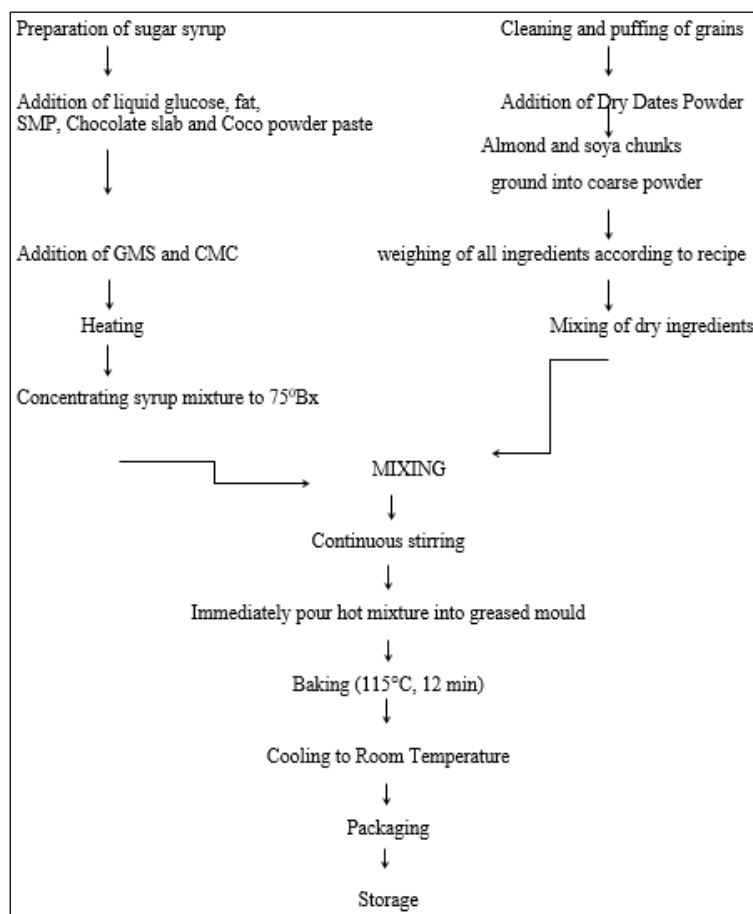 Preparation of sugar syrup
Addition of liquid glucose, fat,
SMP, Chocolate slab and Coco powder paste
Addition of GMS and CMC
Heating
Concentrating syrup mixture to 75⁰Bx
Cleaning and puffing of grains
Addition of Dry Dates Powder
Almond and soya chunks
ground into coarse powder
weighing of all ingredients according to recipe
Mixing of dry ingredients
MIXING
Continuous stirring
Immediately pour hot mixture into greased mould
Baking (115°C, 12 min)
Cooling to Room Temperature
Packaging
Storage